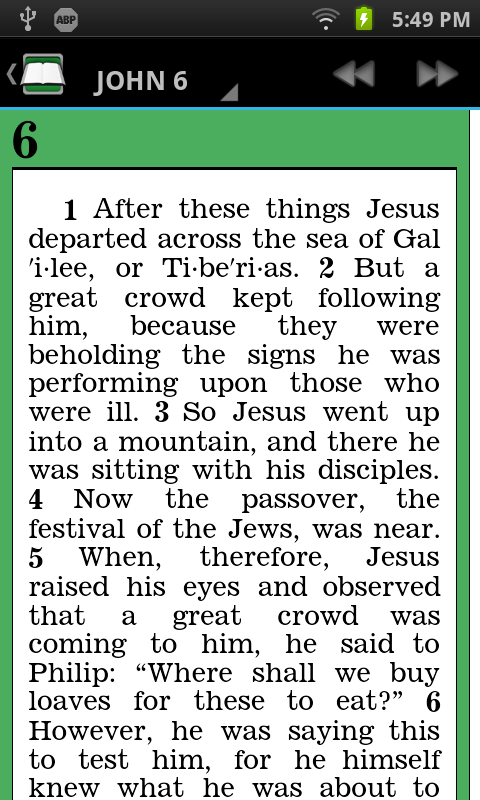 ABP
5:49 PM
JOHN 6
6
1 After these things Jesus
departed across the sea of Gal
′i·lee, or Ti·be′ri·as. 2 But a
great crowd kept following
him, because they were
beholding the signs he was
performing upon those who
were ill. 3 So Jesus went up
into a mountain, and there he
was sitting with his disciples.
4 Now the passover, the
festival of the Jews, was near.
5 When, therefore, Jesus
raised his eyes and observed
that a great crowd was
coming to him, he said to
Philip: “Where shall we buy
loaves for these to eat?” 6
However, he was saying this
to test him, for he himself
knew what he was about to